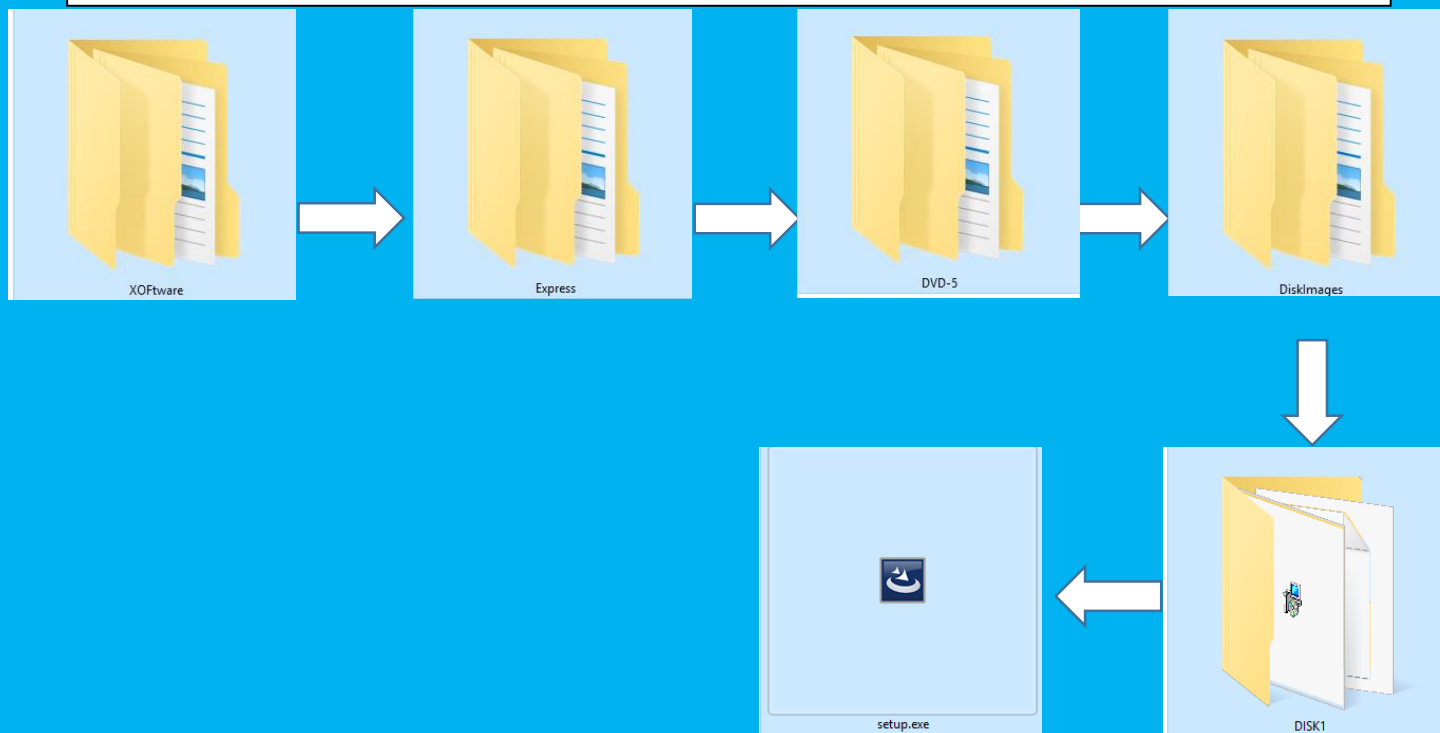 XOFtware
Express
DVD-5
DiskImages
DISK1
setup.exe